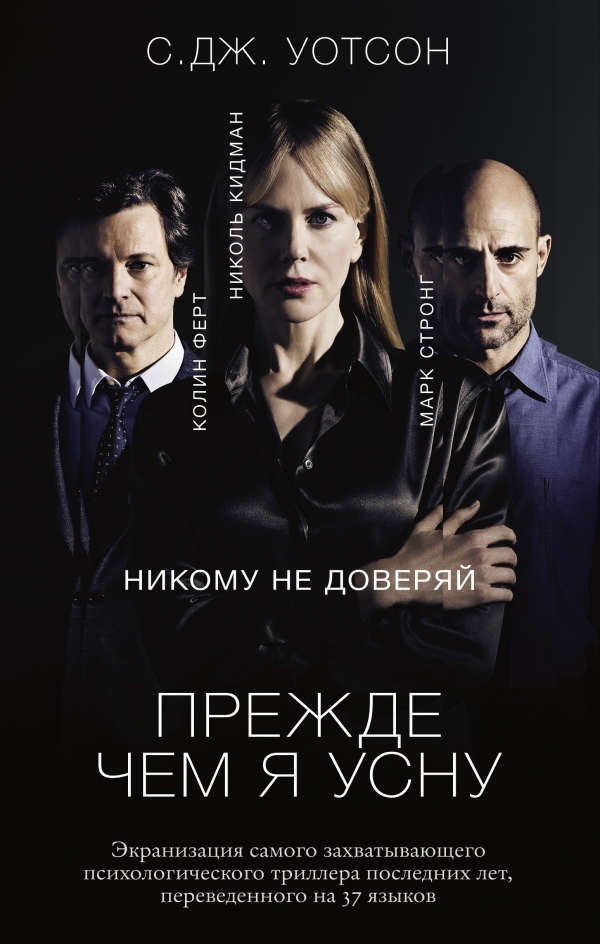 С.ДЖ. УОТСОН
НИКОЛЬ КИДМАН
КОЛИН ФЕРТ
МАРК СТРОНГ
НИКОМУ НЕ ДОВЕРЯЙ
ПРЕЖДЕ
ЧЕМ Я УСНУ
Экранизация самого захватывающего
психологического триллера последних лет,
переведенного на 37 языков